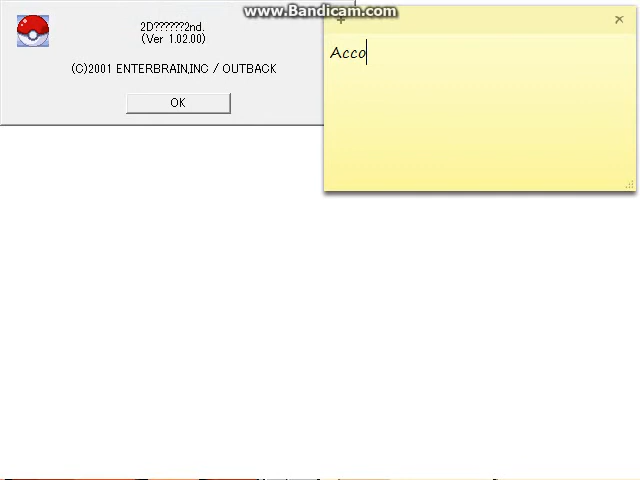 www.Bandicam.com
2D??????2nd.
(Ver 1.02.00)
(C)2001 ENTERBRAIN,INC / OUTBACK
OK
Acco